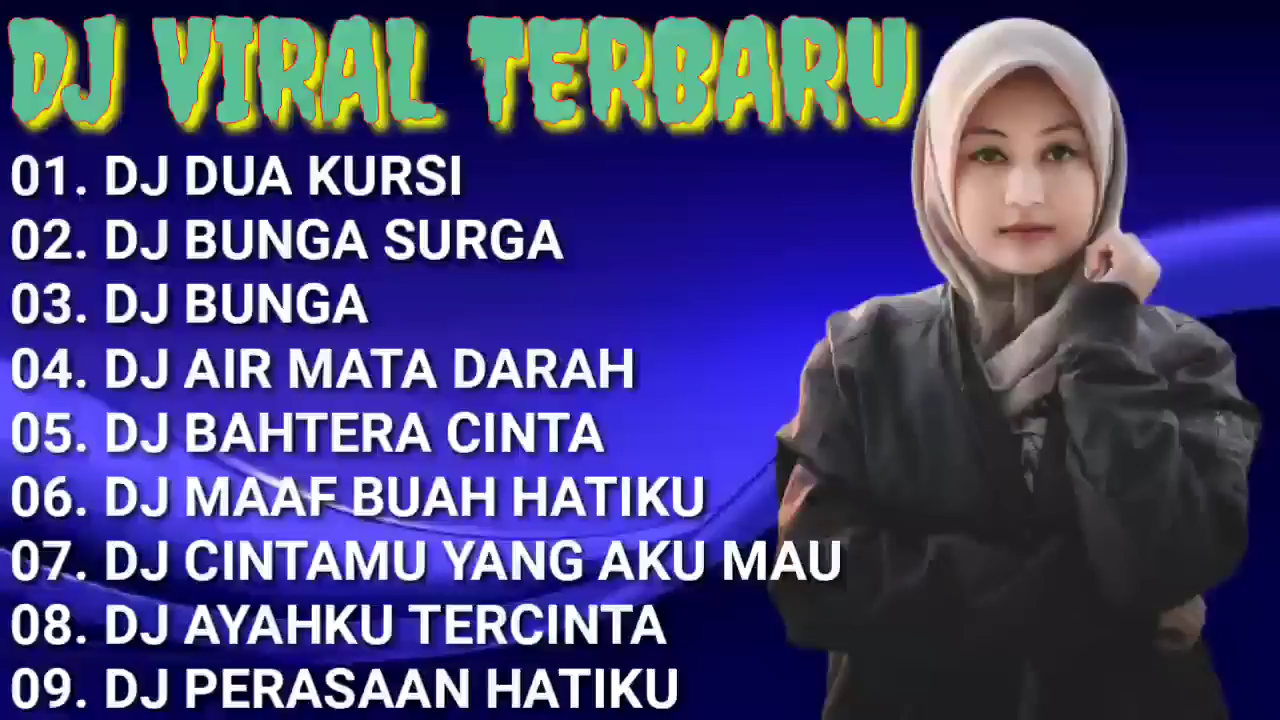 DJ VIRAL TERBARU
01. DJ DUA KURSI
02. DJ BUNGA SURGA
03. DJ BUNGA
04. DJ AIR MATA DARAH
05. DJ BAHTERA CINTA
06. DJ MAAF BUAH HATIKU
07. DJ CINTAMU YANG AKU MAU
08. DJ AYAHKU TERCINTA
09. DJ PERASAAN HATIKU